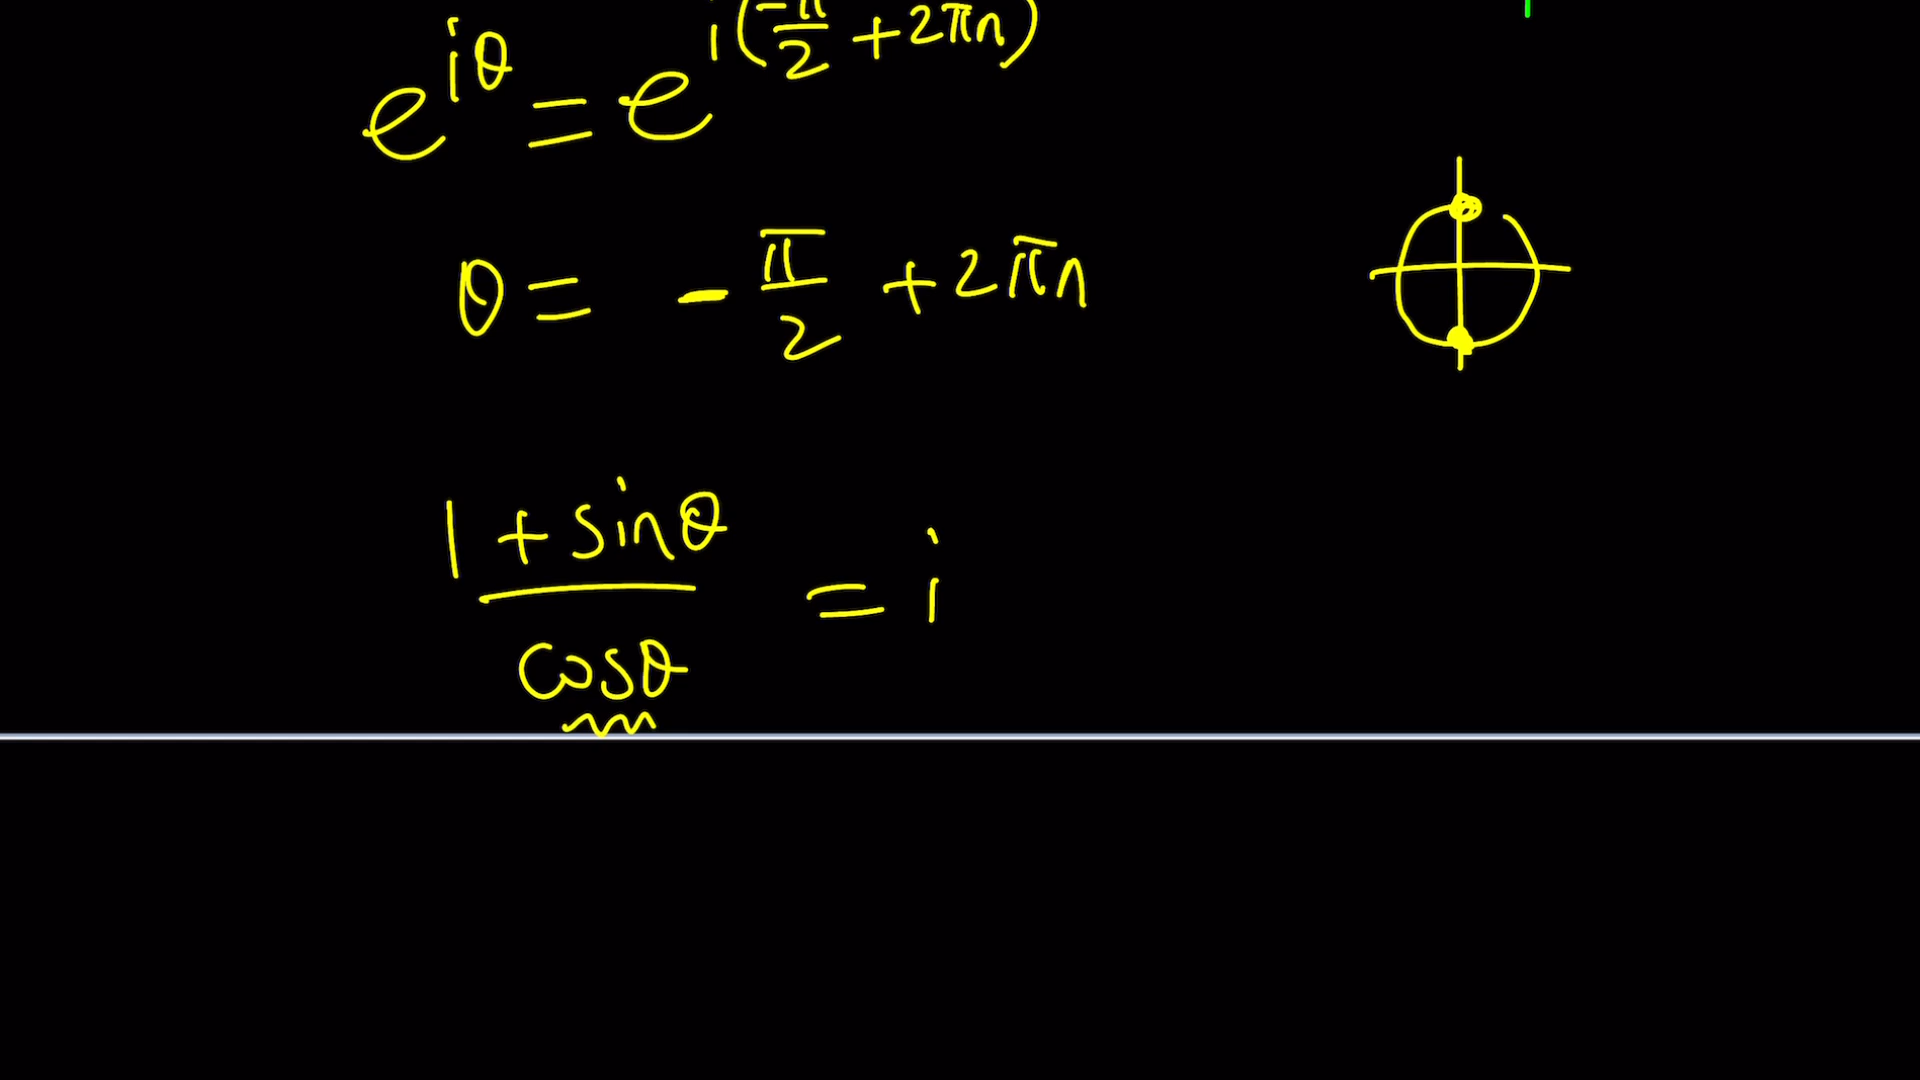 e^{iθ} = e^{i(-π/2 + 2πn)}
θ = -π/2 + 2πn
1 + sinθ
/ cosθ = i